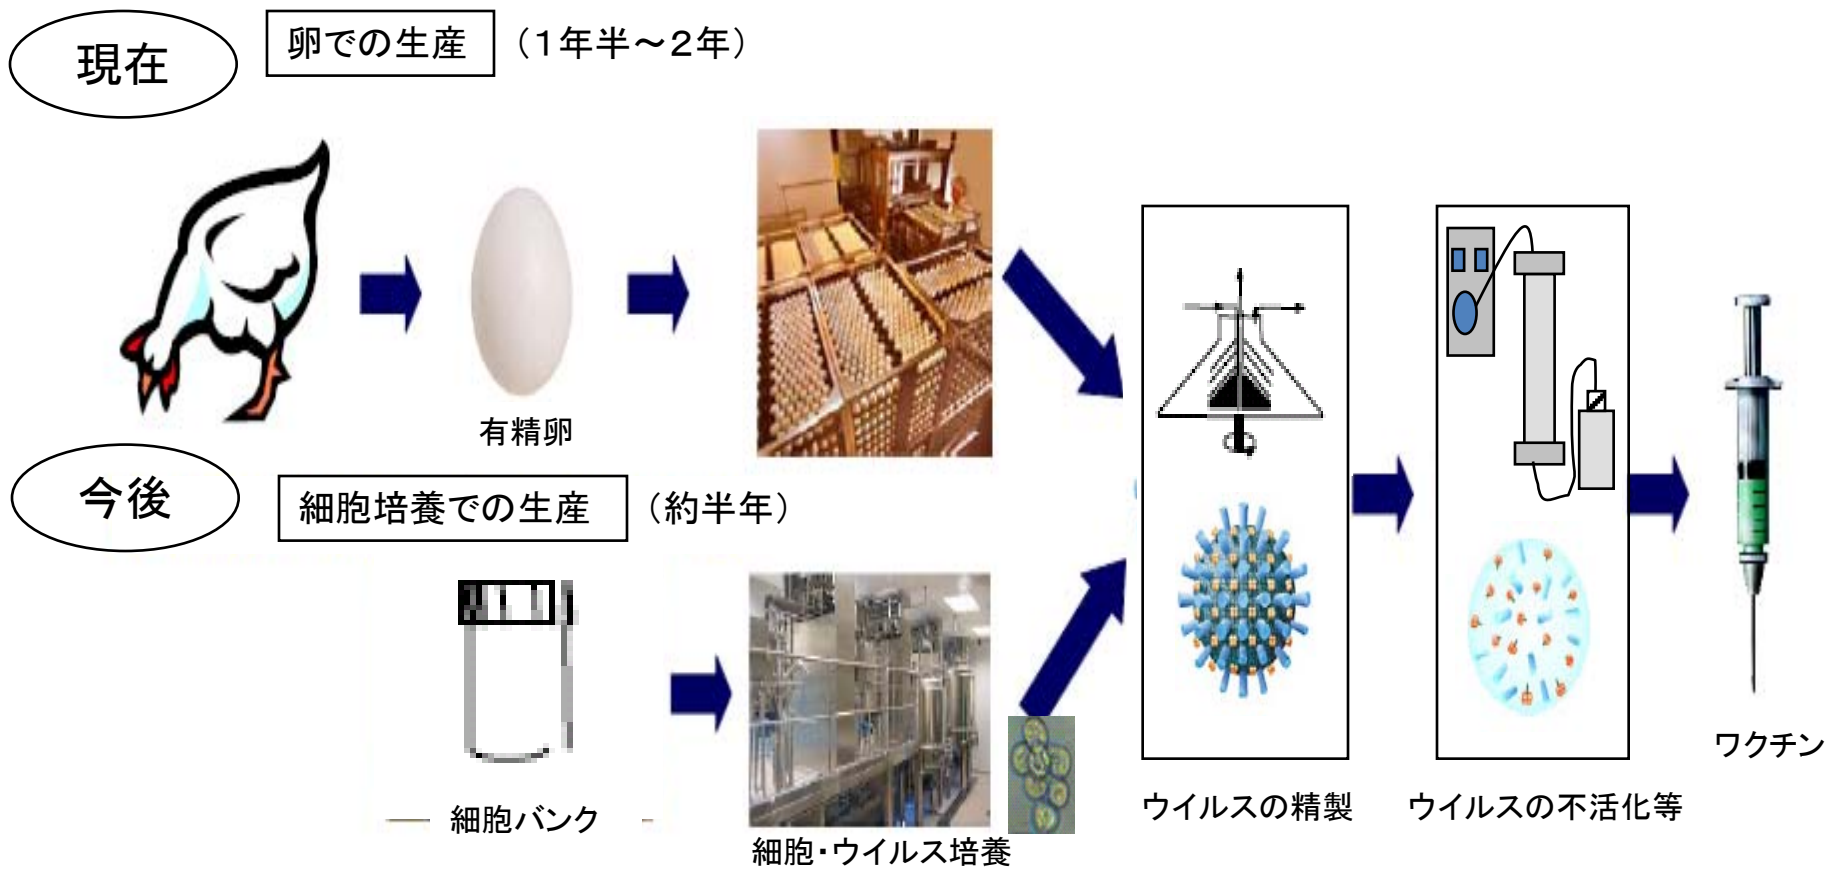 現在
卵での生産 （１年半～２年）
有精卵
今後
細胞培養での生産 （約半年）
細胞バンク
細胞・ウイルス培養
ウイルスの精製
ウイルスの不活化等
ワクチン